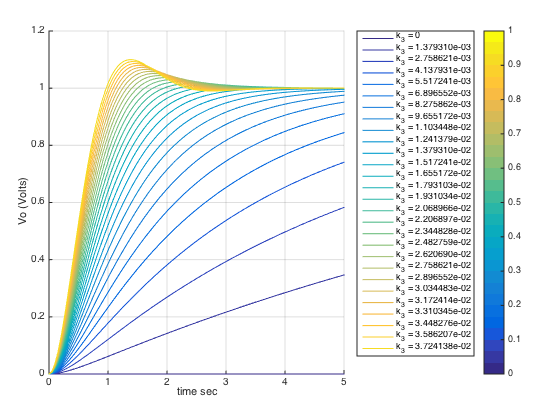 1.2
1
0.8
0.6
0.4
0.2
0
Vo (Volts)
0
1
2
3
4
5
time sec
k3 = 0
k3 = 1.379310e-03
k3 = 2.758621e-03
k3 = 4.137931e-03
k3 = 5.517241e-03
k3 = 6.896552e-03
k3 = 8.275862e-03
k3 = 9.655172e-03
k3 = 1.103448e-02
k3 = 1.241379e-02
k3 = 1.379310e-02
k3 = 1.517241e-02
k3 = 1.655172e-02
k3 = 1.793103e-02
k3 = 1.931034e-02
k3 = 2.068966e-02
k3 = 2.206897e-02
k3 = 2.344828e-02
k3 = 2.482759e-02
k3 = 2.620690e-02
k3 = 2.758621e-02
k3 = 2.896552e-02
k3 = 3.034483e-02
k3 = 3.172414e-02
k3 = 3.310345e-02
k3 = 3.448276e-02
k3 = 3.586207e-02
k3 = 3.724138e-02
1
0.9
0.8
0.7
0.6
0.5
0.4
0.3
0.2
0.1
0